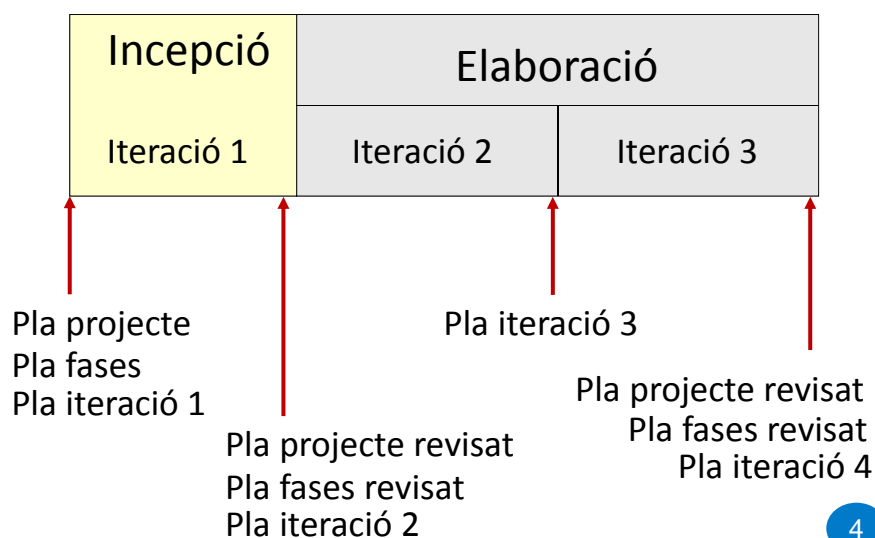 Incepció
Elaboració
Iteració 1
Iteració 2
Iteració 3
Pla projecte
Pla fases
Pla iteració 1
Pla projecte revisat
Pla fases revisat
Pla iteració 2
Pla iteració 3
Pla projecte revisat
Pla fases revisat
Pla iteració 4
4